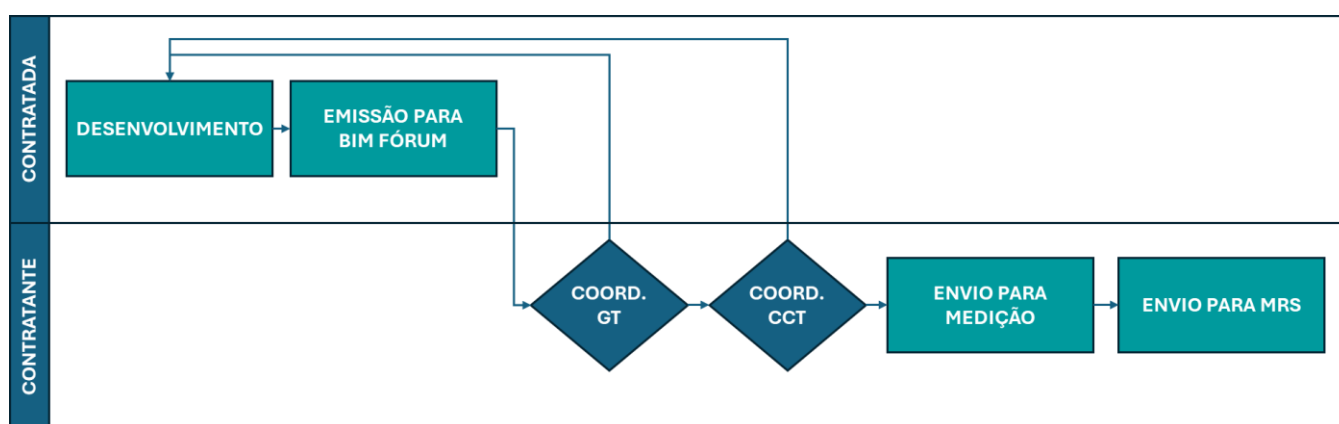 CONTRATADA
DESENVOLVIMENTO
EMISSÃO PARA
BIM FÓRUM
CONTRATANTE
COORD.
GT
COORD.
CCT
ENVIO PARA
MEDIÇÃO
ENVIO PARA MRS